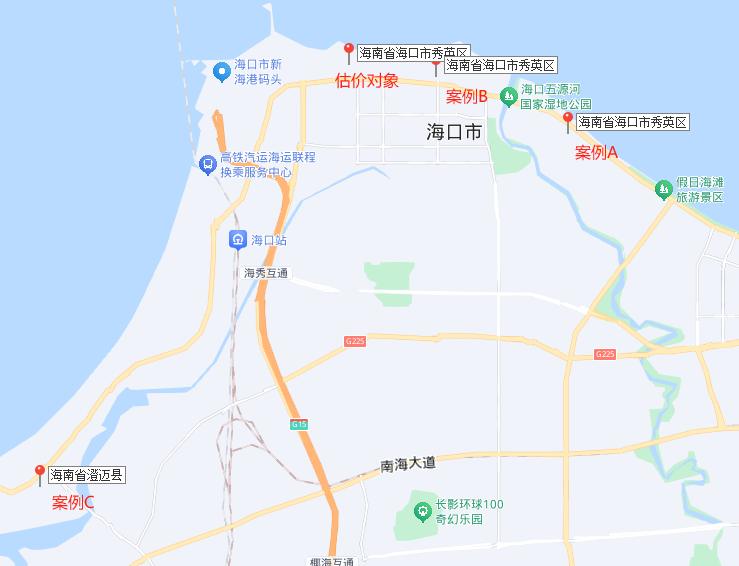 海南省海口市秀英区
估价对象
海南省海口市秀英区
案例B
海口市新
海港码头
海口五源河
国家湿地公园
海南省海口市秀英区
案例A
海口市
高铁汽运海运联程
换乘服务中心
假日海滩
旅游景区
海口站
海秀互通
G225
G225
G15
南海大道
海南省澄迈县
案例C
长影环球100
奇幻乐园
椰海互通